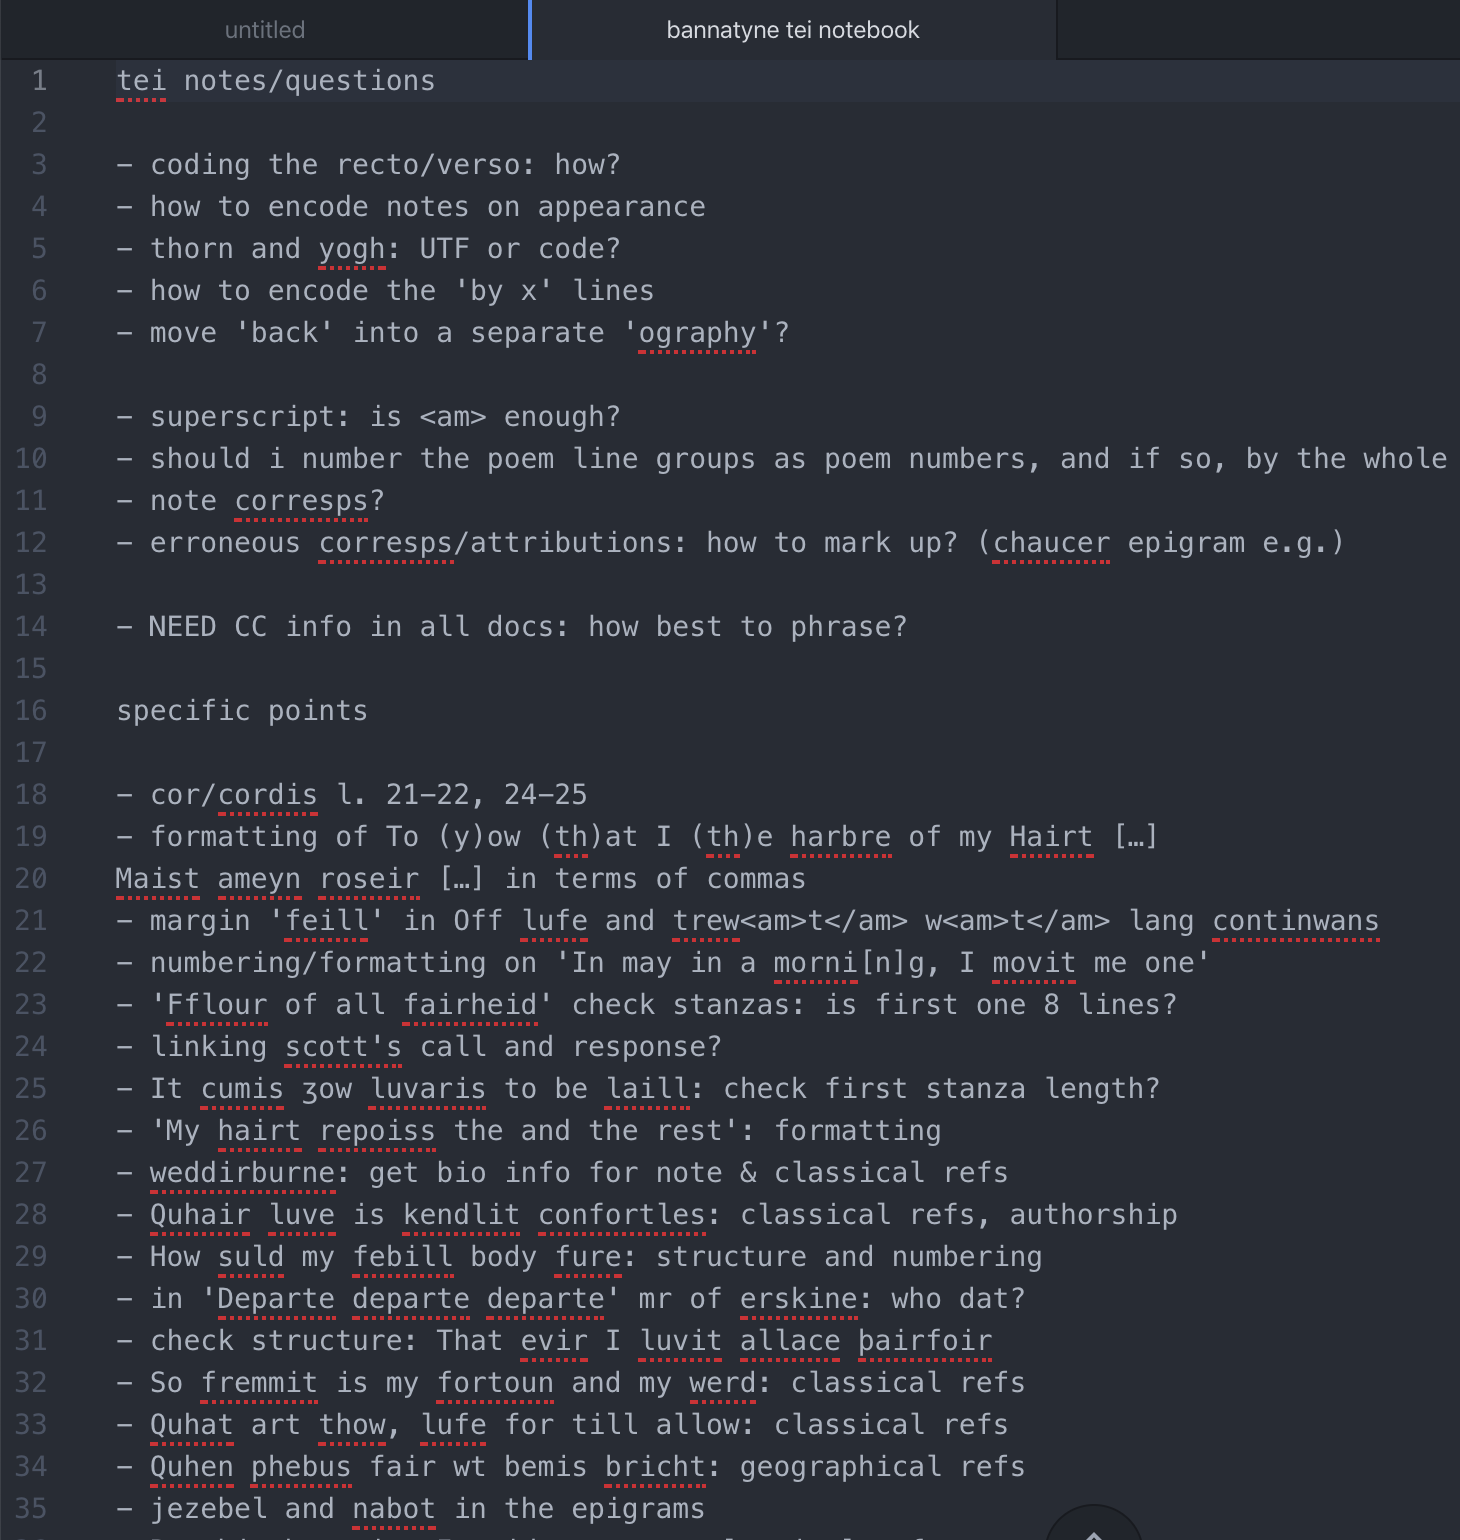 untitled
bannatyne tei notebook
1 tei notes/questions
2
3 – coding the recto/verso: how?
4 – how to encode notes on appearance
5 – thorn and yogh: UTF or code?
6 – how to encode the 'by x' lines
7 – move 'back' into a separate 'ography'?
8
9 – superscript: is <am> enough?
10 – should i number the poem line groups as poem numbers, and if so, by the whole
11 – note corresps?
12 – erroneous corresps/attributions: how to mark up? (chaucer epigram e.g.)
13
14 – NEED CC info in all docs: how best to phrase?
15
16 specific points
17
18 – cor/cordis l. 21–22, 24–25
19 – formatting of To (y)ow (th)at I (th)e harbre of my Hairt […]
20 Maist ameyn roseir […] in terms of commas
21 – margin 'feill' in Off lufe and trew<am>t</am> w<am>t</am> lang continwans
22 – numbering/formatting on 'In may in a morni[n]g, I movit me one'
23 – 'Fflour of all fairheid' check stanzas: is first one 8 lines?
24 – linking scott's call and response?
25 – It cumis ȝow luvaris to be laill: check first stanza length?
26 – 'My hairt repoiss the and the rest': formatting
27 – weddirburne: get bio info for note & classical refs
28 – Quhair luve is kendlit confortles: classical refs, authorship
29 – How suld my febill body fure: structure and numbering
30 – in 'Departe departe departe' mr of erskine: who dat?
31 – check structure: That evir I luvit allace þairfoir
32 – So fremmit is my fortoun and my werd: classical refs
33 – Quhat art thow, lufe for till allow: classical refs
34 – Quhen phebus fair wt bemis bricht: geographical refs
35 – jezebel and nabot in the epigrams